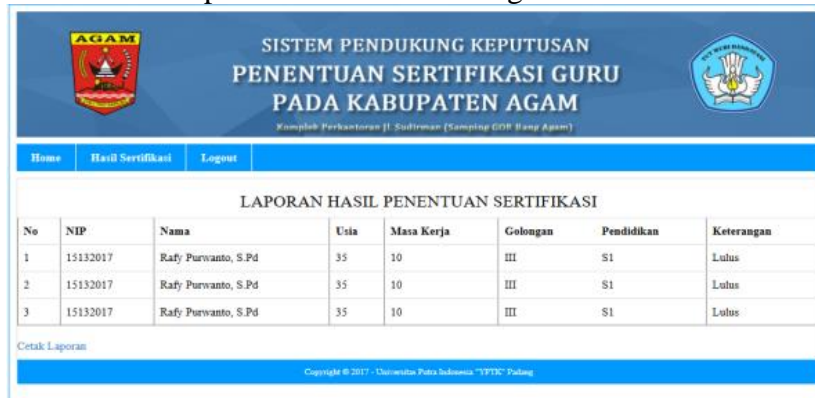 AGAM
SISTEM PENDUKUNG KEPUTUSAN
PENENTUAN SERTIFIKASI GURU
PADA KABUPATEN AGAM
Komplek Perkantoran Jl. Sudirman (Samping GOR Bang Agam)
TUT WURI HANDAYANI
Home Hasil Sertifikasi Logout
LAPORAN HASIL PENENTUAN SERTIFIKASI
No NIP Nama Usia Masa Kerja Golongan Pendidikan Keterangan
1 15132017 Rafy Purwanto, S.Pd 35 10 III S1 Lulus
2 15132017 Rafy Purwanto, S.Pd 35 10 III S1 Lulus
3 15132017 Rafy Purwanto, S.Pd 35 10 III S1 Lulus
Cetak Laporan
Copyright © 2017 - Universitas Putra Indonesia "YPTK" Padang